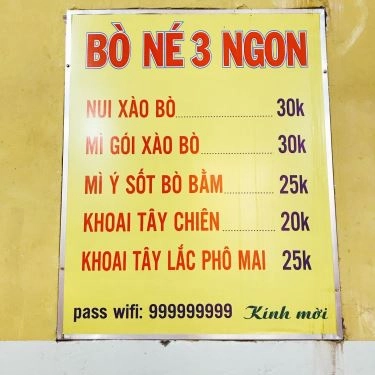 BÒ NÉ 3 NGON
NUI XÀO BÒ 30k
MÌ GÓI XÀO BÒ 30k
MÌ Ý SỐT BÒ BẰM 25k
KHOAI TÂY CHIÊN 20k
KHOAI TÂY LẮC PHÔ MAI 25k
pass wifi: 999999999 Kính mời